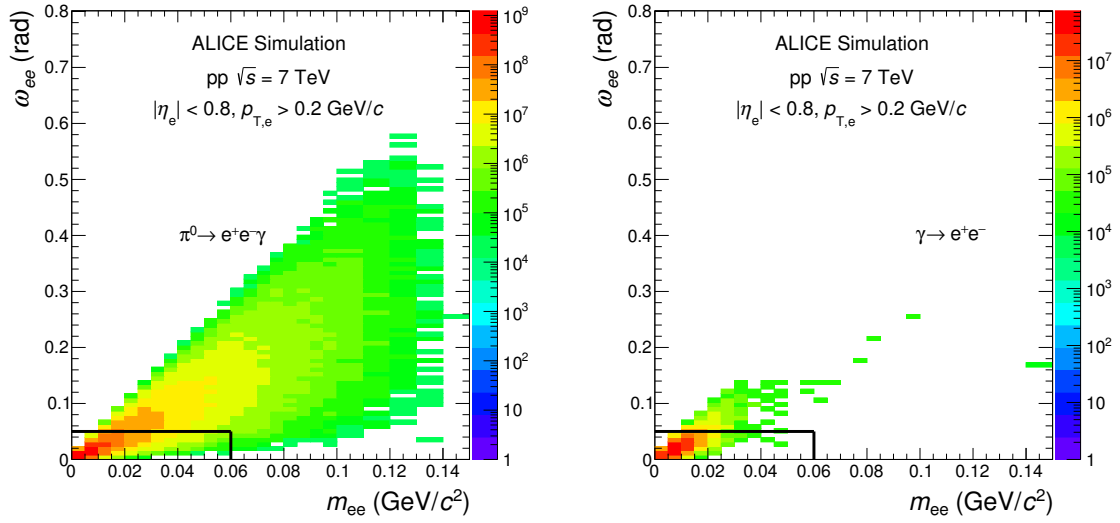 ω_ee (rad)
0.8
0.7
0.6
0.5
0.4
0.3
0.2
0.1
0
ALICE Simulation
pp √s = 7 TeV
|η_e| < 0.8, p_T,e > 0.2 GeV/c
π⁰→ e⁺e⁻γ
10⁹
10⁸
10⁷
10⁶
10⁵
10⁴
10³
10²
10
1
0 0.02 0.04 0.06 0.08 0.1 0.12 0.14
m_ee (GeV/c²)
ω_ee (rad)
0.8
0.7
0.6
0.5
0.4
0.3
0.2
0.1
0
ALICE Simulation
pp √s = 7 TeV
|η_e| < 0.8, p_T,e > 0.2 GeV/c
γ→ e⁺e⁻
10⁷
10⁶
10⁵
10⁴
10³
10²
10
1
0 0.02 0.04 0.06 0.08 0.1 0.12 0.14
m_ee (GeV/c²)